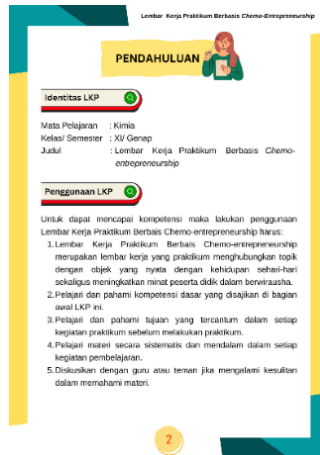 Lembar Kerja Praktikum Berbasis Chemo-Entrepreneurship
PENDAHULUAN
Identitas LKP
Mata Pelajaran : Kimia
Kelas/ Semester : XI/ Genap
Judul : Lembar Kerja Praktikum Berbasis Chemo-
entrepreneurship
Penggunaan LKP
Untuk dapat mencapai kompetensi maka lakukan penggunaan
Lembar Kerja Praktikum Berbais Chemo-entrepreneurship harus:
1. Lembar Kerja Praktikum Berbais Chemo-entrepreneurship
merupakan lembar kerja yang praktikum menghubungkan topik
dengan objek yang nyata dengan kehidupan sehari-hari
sekaligus meningkatkan minat peserta didik dalam berwirausha.
2. Pelajari dan pahami kompetensi dasar yang disajikan di bagian
awal LKP ini.
3. Pelajari dan pahami tujuan yang tercantum dalam setiap
kegiatan praktikum sebelum melakukan praktikum.
4. Pelajari materi secara sistematis dan mendalam dalam setiap
kegiatan pembelajaran.
5. Diskusikan dengan guru atau teman jika mengalami kesulitan
dalam memahami materi.
2